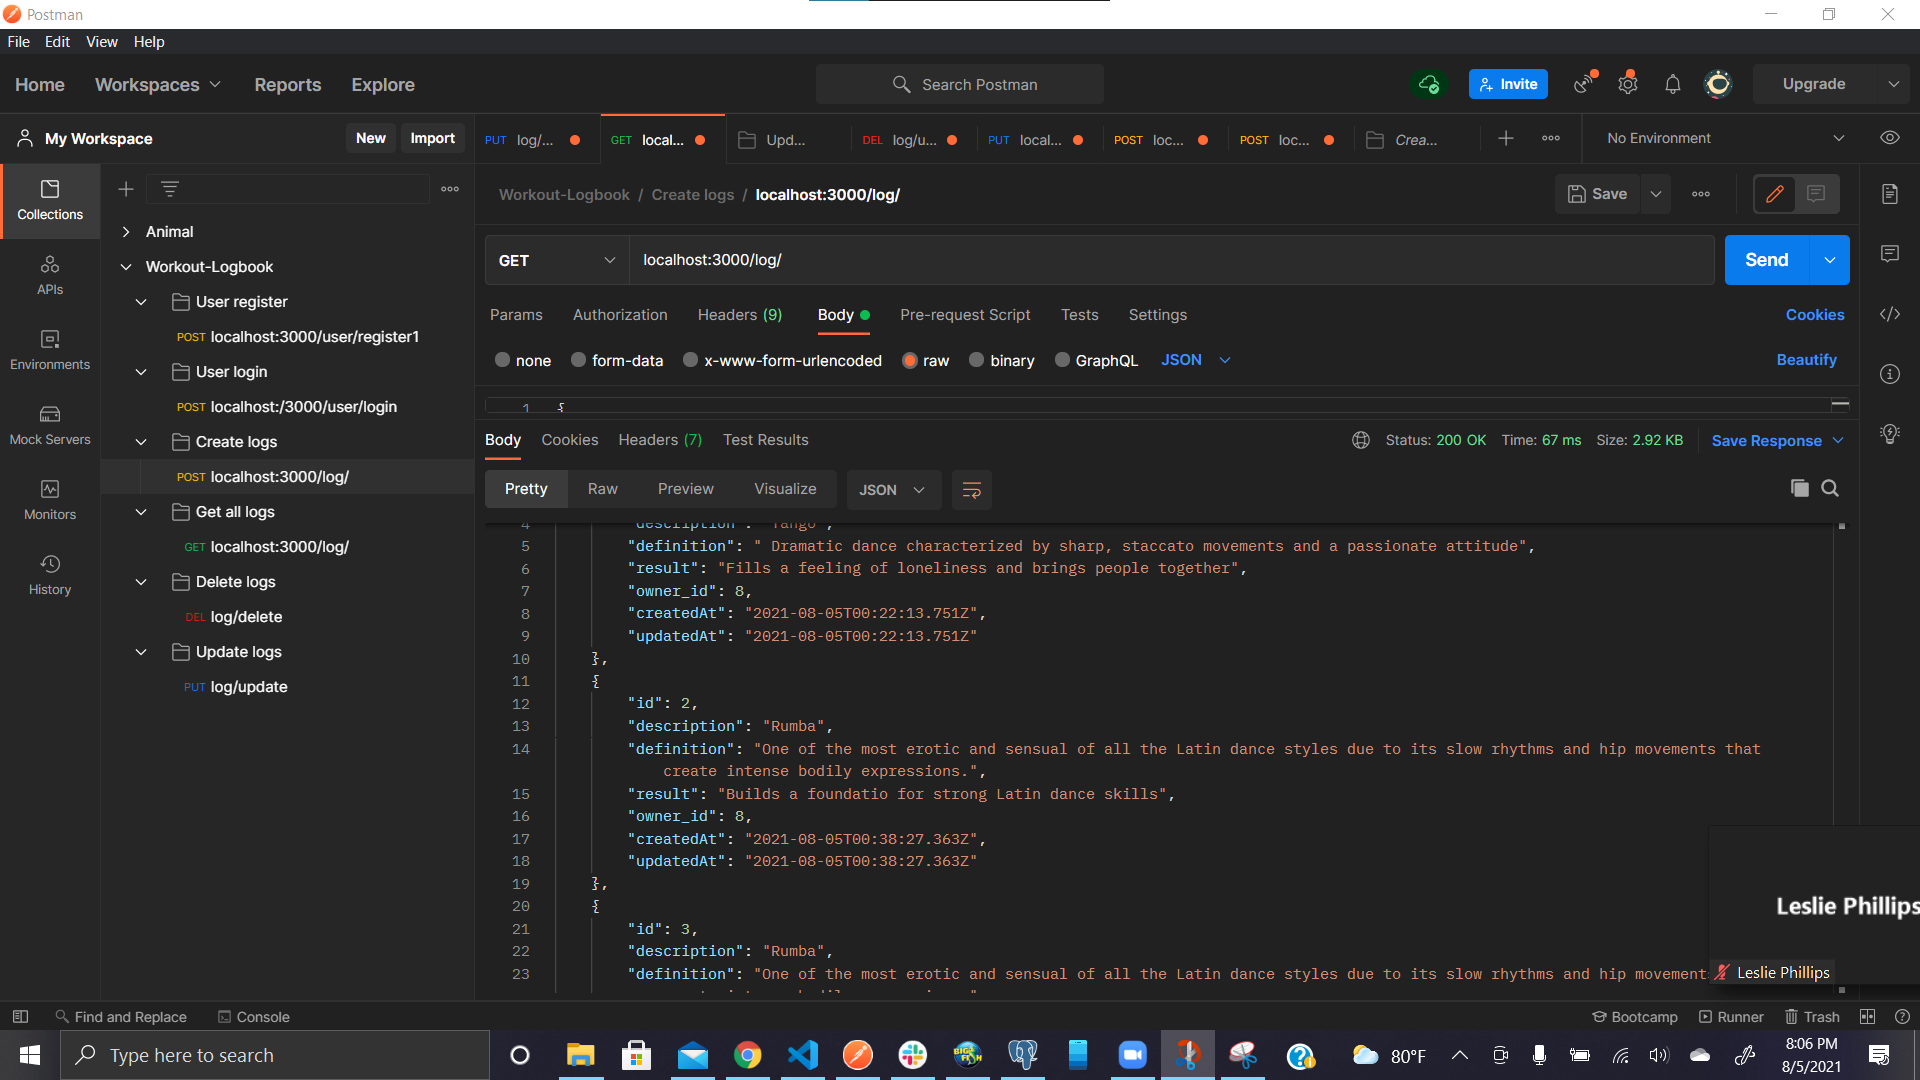 Postman
File Edit View Help
Home Workspaces Reports Explore
Search Postman
Invite
Upgrade
My Workspace
New Import
PUT log/...
GET local...
Upd...
DEL log/u...
PUT local...
POST loc...
POST loc...
Crea...
No Environment
Collections
APIs
Environments
Mock Servers
Monitors
History
Animal
Workout-Logbook
User register
POST localhost:3000/user/register1
User login
POST localhost:/3000/user/login
Create logs
POST localhost:3000/log/
Get all logs
GET localhost:3000/log/
Delete logs
DEL log/delete
Update logs
PUT log/update
Workout-Logbook / Create logs / localhost:3000/log/
Save
GET localhost:3000/log/
Send
Params Authorization Headers (9) Body Pre-request Script Tests Settings Cookies
none form-data x-www-form-urlencoded raw binary GraphQL JSON Beautify
1 {
Body Cookies Headers (7) Test Results Status: 200 OK Time: 67 ms Size: 2.92 KB Save Response
Pretty Raw Preview Visualize JSON
4 "description": "Tango",
5 "definition": " Dramatic dance characterized by sharp, staccato movements and a passionate attitude",
6 "result": "Fills a feeling of loneliness and brings people together",
7 "owner_id": 8,
8 "createdAt": "2021-08-05T00:22:13.751Z",
9 "updatedAt": "2021-08-05T00:22:13.751Z"
10 },
11 {
12 "id": 2,
13 "description": "Rumba",
14 "definition": "One of the most erotic and sensual of all the Latin dance styles due to its slow rhythms and hip movements that
create intense bodily expressions.",
15 "result": "Builds a foundatio for strong Latin dance skills",
16 "owner_id": 8,
17 "createdAt": "2021-08-05T00:38:27.363Z",
18 "updatedAt": "2021-08-05T00:38:27.363Z"
19 },
20 {
21 "id": 3,
22 "description": "Rumba",
23 "definition": "One of the most erotic and sensual of all the Latin dance styles due to its slow rhythms and hip movement
Leslie Phillips
Leslie Phillips
Find and Replace Console
Bootcamp Runner Trash
Type here to search
BIG FISH
80°F
8:06 PM
8/5/2021